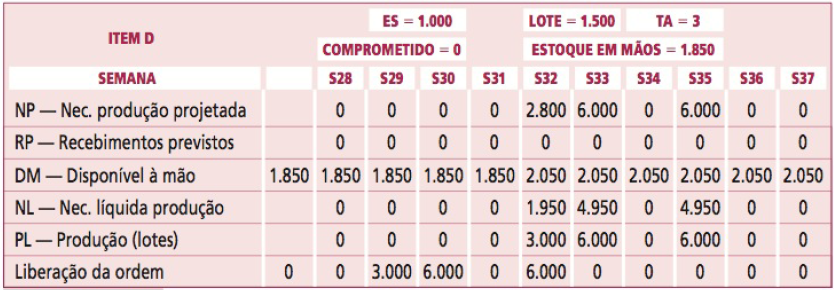 ITEM D ES = 1.000 LOTE = 1.500 TA = 3
COMPROMETIDO = 0 ESTOQUE EM MÃOS = 1.850
SEMANA S28 S29 S30 S31 S32 S33 S34 S35 S36 S37
NP — Nec. produção projetada 0 0 0 0 2.800 6.000 0 6.000 0 0
RP — Recebimentos previstos 0 0 0 0 0 0 0 0 0 0
DM — Disponível à mão 1.850 1.850 1.850 1.850 1.850 2.050 2.050 2.050 2.050 2.050 2.050
NL — Nec. líquida produção 0 0 0 0 1.950 4.950 0 4.950 0 0
PL — Produção (lotes) 0 0 0 0 3.000 6.000 0 6.000 0 0
Liberação da ordem 0 0 3.000 6.000 0 6.000 0 0 0 0 0